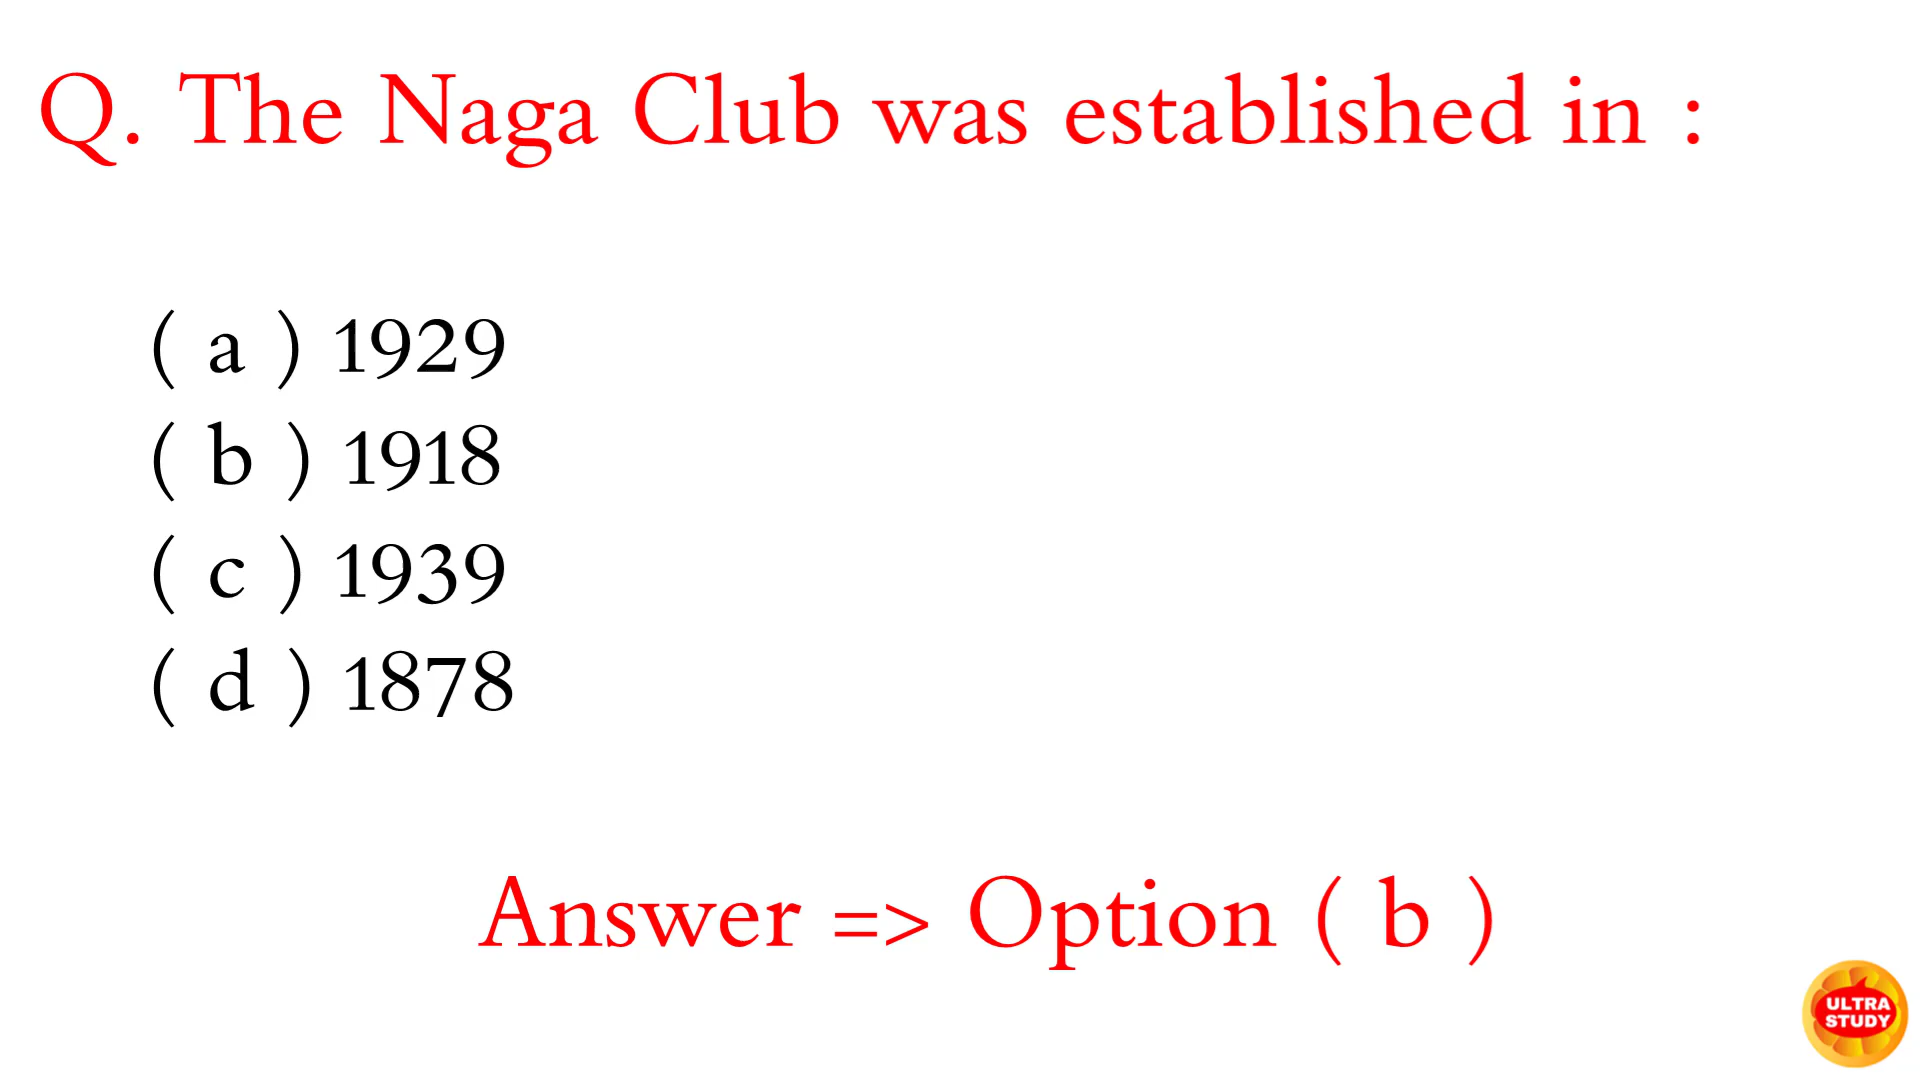 Q. The Naga Club was established in :
( a ) 1929
( b ) 1918
( c ) 1939
( d ) 1878
Answer => Option ( b )
ULTRA
STUDY